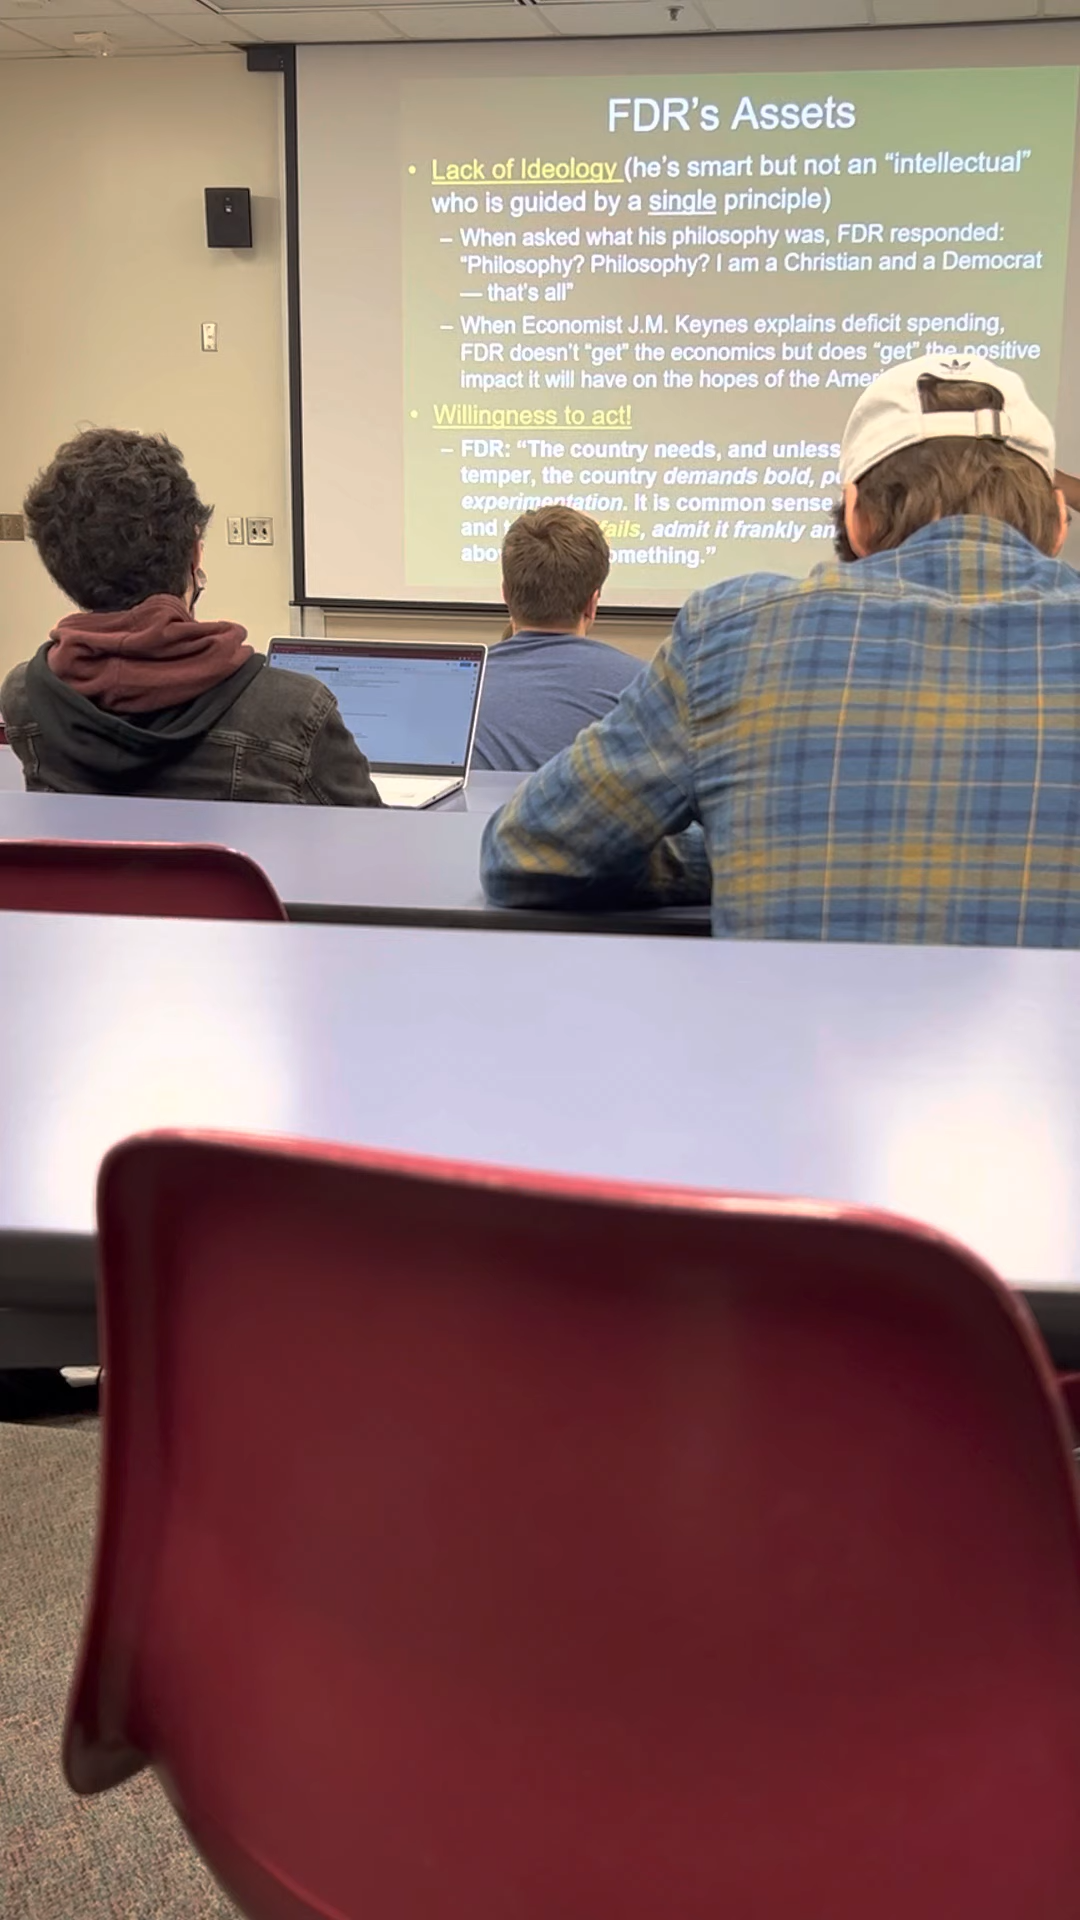 FDR's Assets
• Lack of Ideology (he's smart but not an “intellectual”
who is guided by a single principle)
– When asked what his philosophy was, FDR responded:
“Philosophy? Philosophy? I am a Christian and a Democrat
— that's all”
– When Economist J.M. Keynes explains deficit spending,
FDR doesn't “get” the economics but does “get” the positive
impact it will have on the hopes of the
• Willingness to act!
– FDR: “The country needs, and unless
temper, the country demands bold,
experimentation. It is common sense
and fails, admit it frankly